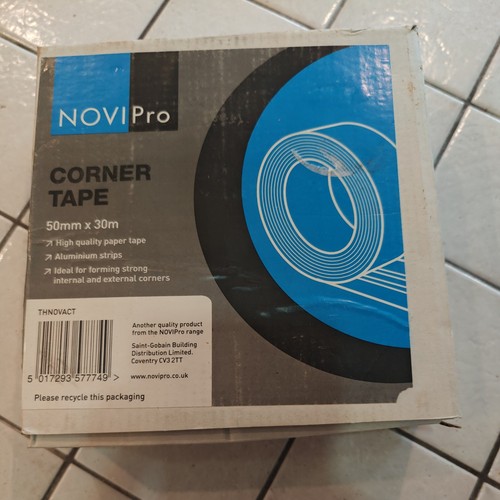 NOVIPro
CORNER
TAPE
50mm x 30m
High quality paper tape
Aluminium strips
Ideal for forming strong
internal and external corners
THNOVACT
5 017293 577749 >
Another quality product
from the NOVIPro range
Saint-Gobain Building
Distribution Limited.
Coventry CV3 2TT
www.novipro.co.uk
Please recycle this packaging